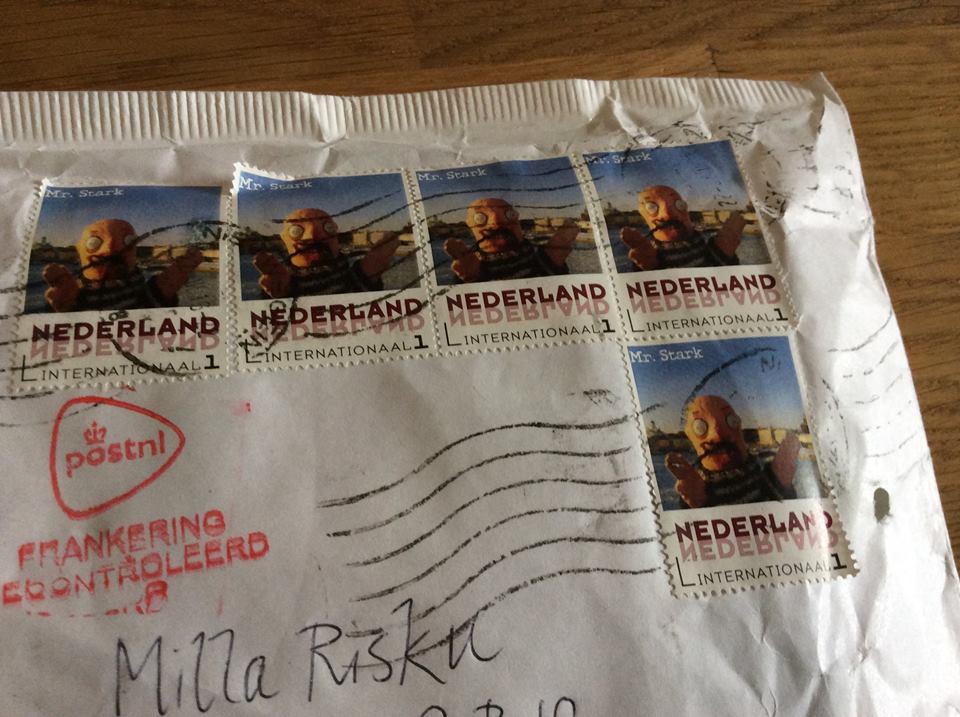 Mr. Stark
NEDERLAND
INTERNATIONAAL 1
Mr. Stark
NEDERLAND
INTERNATIONAAL 1
Mr. Stark
NEDERLAND
INTERNATIONAAL 1
Mr. Stark
NEDERLAND
INTERNATIONAAL 1
Mr. Stark
NEDERLAND
INTERNATIONAAL 1
postnl
FRANKERING
ECONTROLEERD
Milla Risku